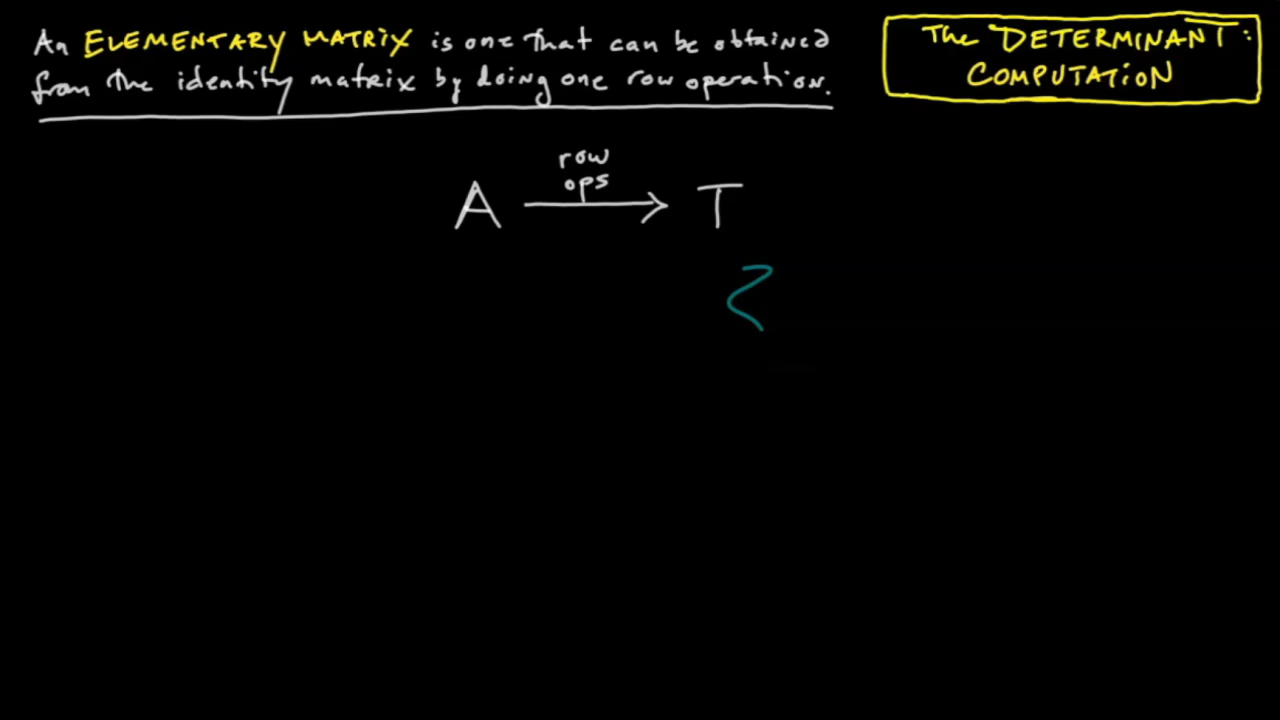 An ELEMENTARY MATRIX is one that can be obtained
from the identity matrix by doing one row operation.
The DETERMINANT:
COMPUTATION
row
ops
A → T